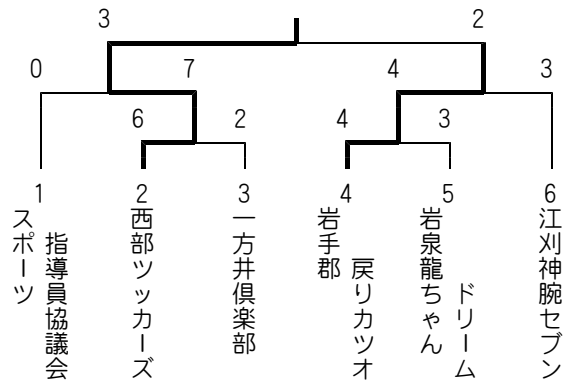 3 2
0 7 4 3
6 2 4 3
1 2 3 4 5 6
スポーツ
指導員協議会
西部ツッカーズ
一方井倶楽部
岩手郡
戻りカツオ
岩泉龍ちゃん
ドリーム
江刈神腕セブン